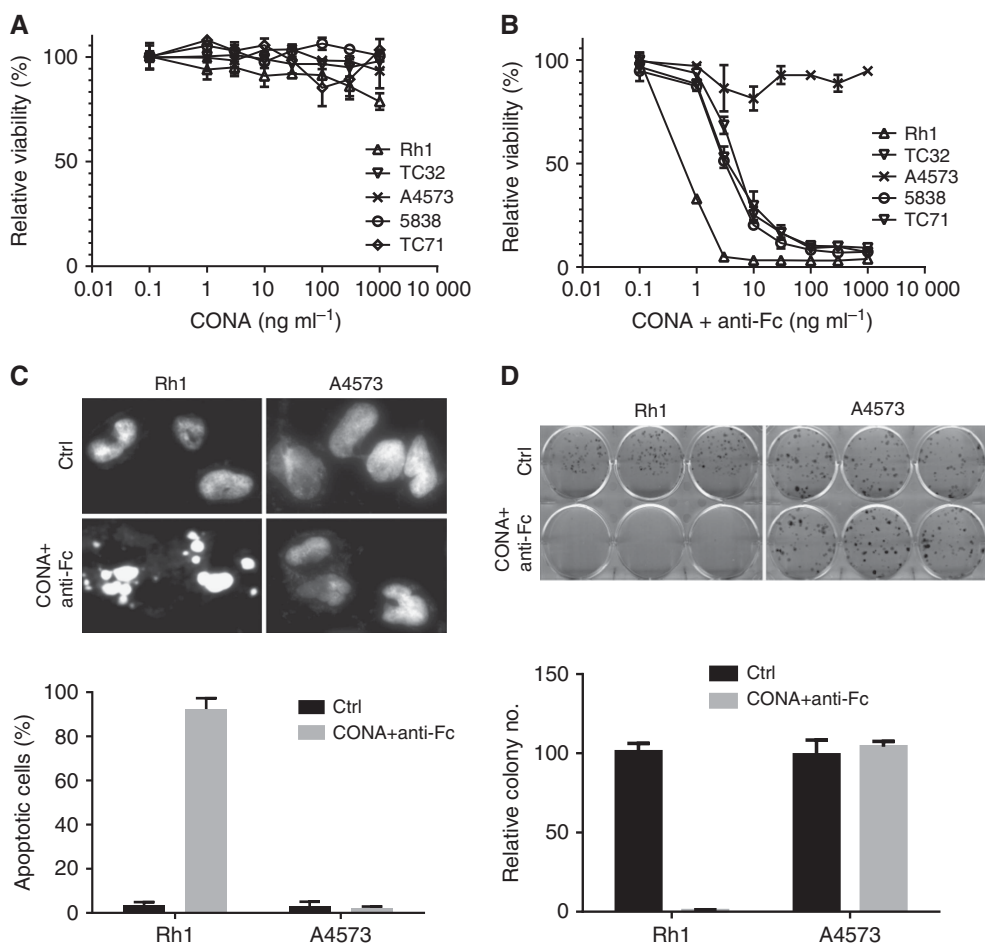 A
Relative viability (%)
100
50
0
0.01 0.1 1 10 100 1000 10 000
CONA (ng ml–1)
Rh1
TC32
A4573
5838
TC71
B
Relative viability (%)
100
50
0
0.01 0.1 1 10 100 1000 10 000
CONA + anti-Fc (ng ml–1)
Rh1
TC32
A4573
5838
TC71
C
Rh1 A4573
Ctrl
CONA+
anti-Fc
Apoptotic cells (%)
100
80
60
40
20
0
Ctrl
CONA+anti-Fc
Rh1 A4573
D
Rh1 A4573
Ctrl
CONA+
anti-Fc
Relative colony no.
150
100
50
0
Ctrl
CONA+anti-Fc
Rh1 A4573